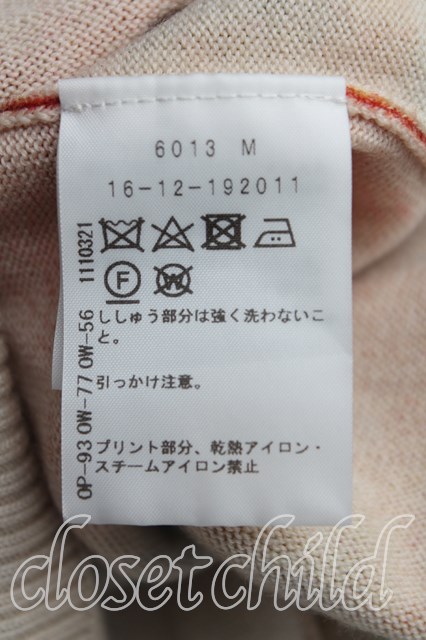 6013 M
16-12-192011
F
W
ししゅう部分は強く洗わないこ
と。
引っかけ注意。
プリント部分、乾熱アイロン・
スチームアイロン禁止
OP-93 OW-77 OW-56 1110321
closet child